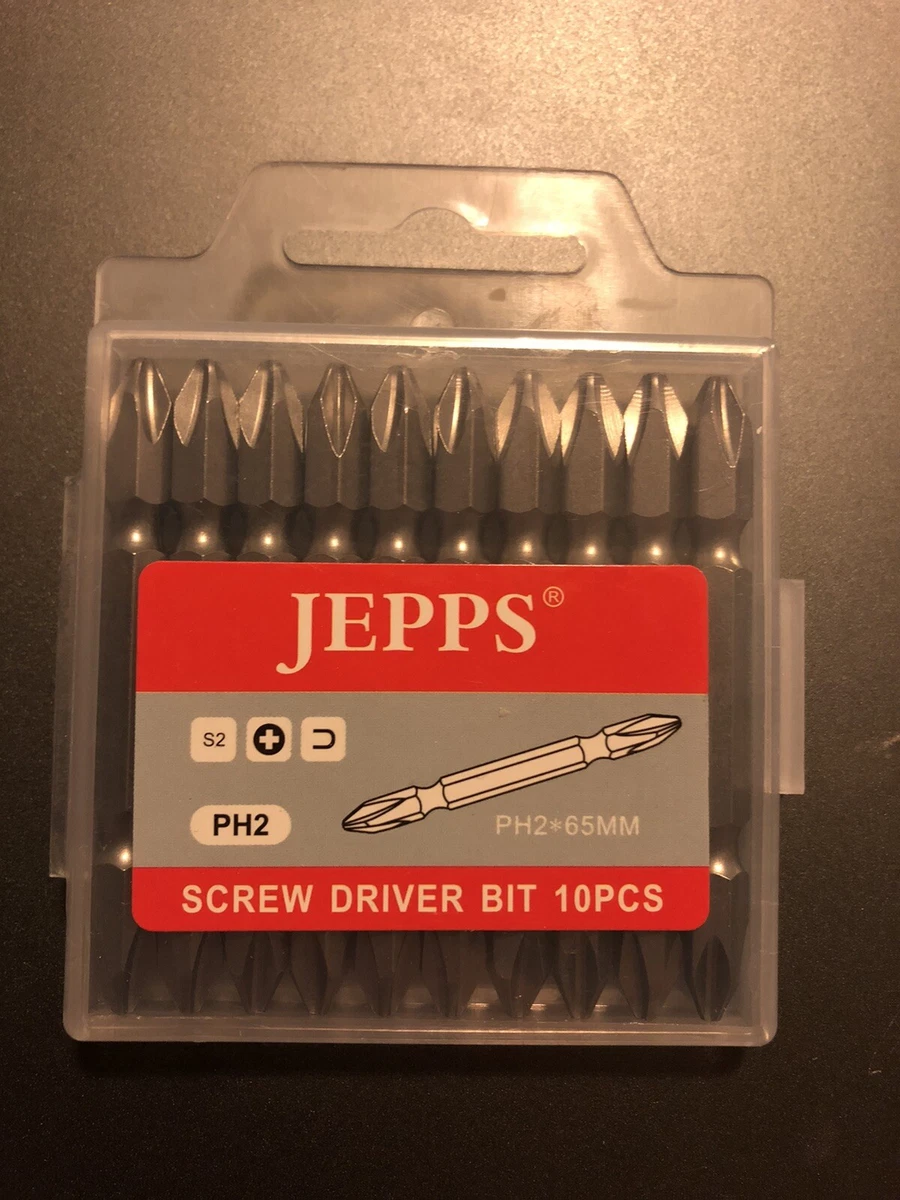 JEPPS®
S2
PH2
PH2*65MM
SCREW DRIVER BIT 10PCS